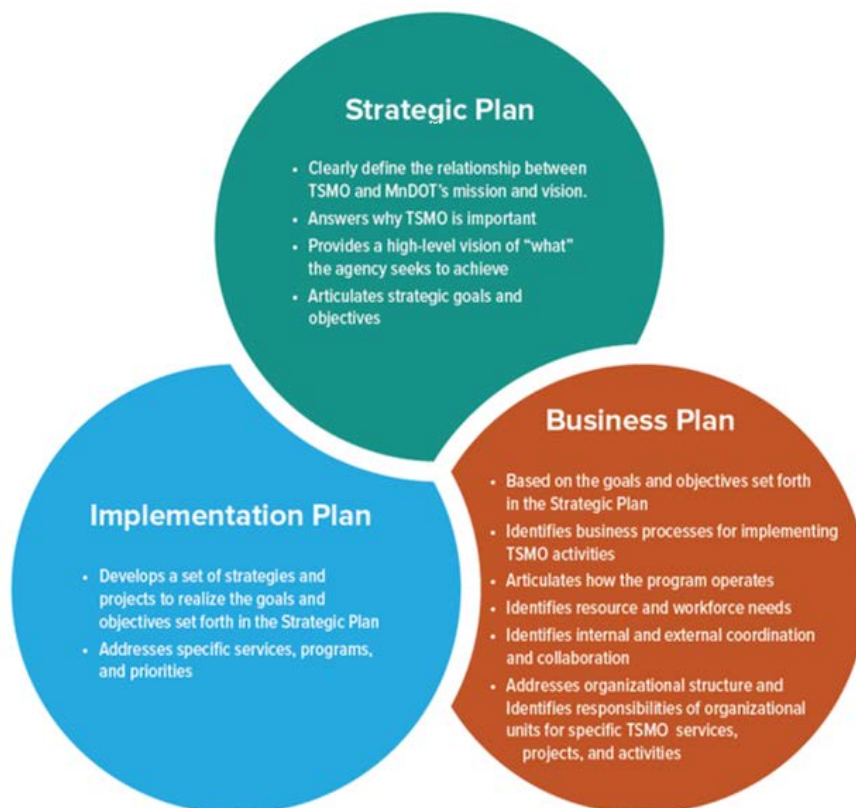 Strategic Plan
• Clearly define the relationship between
TSMO and MnDOT's mission and vision.
• Answers why TSMO is important
• Provides a high-level vision of “what”
the agency seeks to achieve
• Articulates strategic goals and
objectives
Implementation Plan
• Develops a set of strategies and
projects to realize the goals and
objectives set forth in the Strategic Plan
• Addresses specific services, programs,
and priorities
Business Plan
• Based on the goals and objectives set forth
in the Strategic Plan
• Identifies business processes for implementing
TSMO activities
• Articulates how the program operates
• Identifies resource and workforce needs
• Identifies internal and external coordination
and collaboration
• Addresses organizational structure and
Identifies responsibilities of organizational
units for specific TSMO services,
projects, and activities